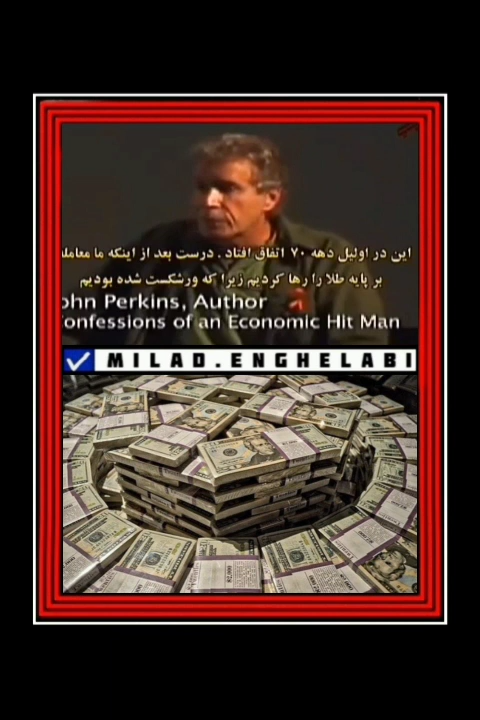 این در اولیل دهه ۷۰ اتفاق افتاد . درست بعد از اینکه ما معامله
بر پایه طلا را رها کردیم زیرا که ورشکست شده بودیم
ohn Perkins, Author
onfessions of an Economic Hit Man
MILAD.ENGHELABI